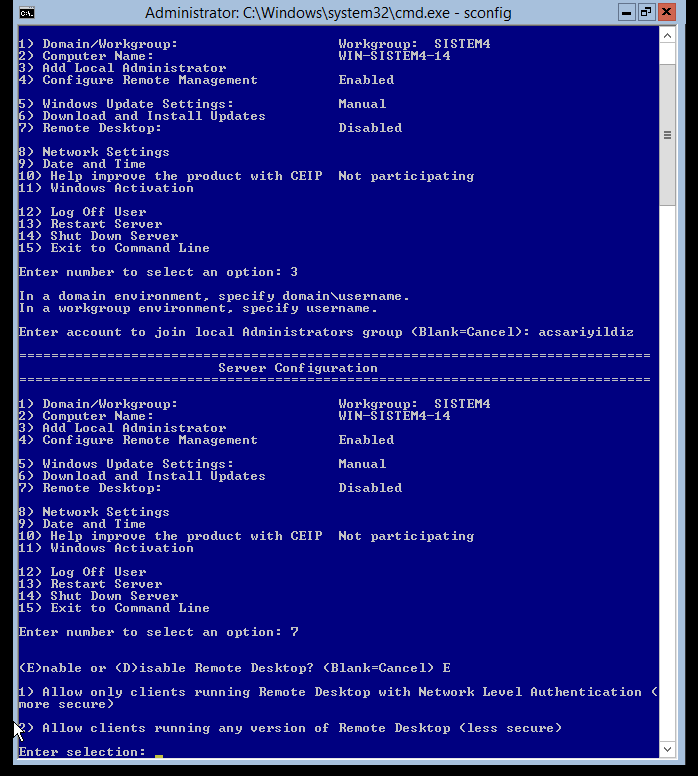 Administrator: C:\Windows\system32\cmd.exe - sconfig
1) Domain/Workgroup: Workgroup: SISTEM4
2) Computer Name: WIN-SISTEM4-14
3) Add Local Administrator
4) Configure Remote Management Enabled
5) Windows Update Settings: Manual
6) Download and Install Updates
7) Remote Desktop: Disabled
8) Network Settings
9) Date and Time
10) Help improve the product with CEIP Not participating
11) Windows Activation
12) Log Off User
13) Restart Server
14) Shut Down Server
15) Exit to Command Line
Enter number to select an option: 3
In a domain environment, specify domain\username.
In a workgroup environment, specify username.
Enter account to join local Administrators group (Blank=Cancel): acsariyildiz
===============================================================================
Server Configuration
===============================================================================
1) Domain/Workgroup: Workgroup: SISTEM4
2) Computer Name: WIN-SISTEM4-14
3) Add Local Administrator
4) Configure Remote Management Enabled
5) Windows Update Settings: Manual
6) Download and Install Updates
7) Remote Desktop: Disabled
8) Network Settings
9) Date and Time
10) Help improve the product with CEIP Not participating
11) Windows Activation
12) Log Off User
13) Restart Server
14) Shut Down Server
15) Exit to Command Line
Enter number to select an option: 7
(E)nable or (D)isable Remote Desktop? (Blank=Cancel) E
1) Allow only clients running Remote Desktop with Network Level Authentication (
more secure)
2) Allow clients running any version of Remote Desktop (less secure)
Enter selection: _